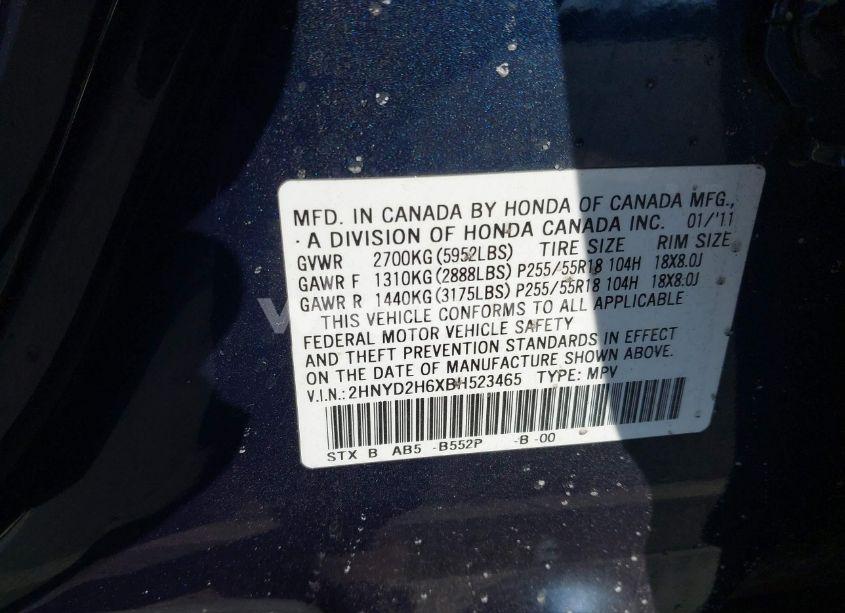 MFD. IN CANADA BY HONDA OF CANADA MFG.,
A DIVISION OF HONDA CANADA INC. 01/'11
GVWR 2700KG(5952LBS) TIRE SIZE RIM SIZE
GAWR F 1310KG(2888LBS) P255/55R18 104H 18X8.0J
GAWR R 1440KG(3175LBS) P255/55R18 104H 18X8.0J
THIS VEHICLE CONFORMS TO ALL APPLICABLE
FEDERAL MOTOR VEHICLE SAFETY
AND THEFT PREVENTION STANDARDS IN EFFECT
ON THE DATE OF MANUFACTURE SHOWN ABOVE.
V.I.N.: 2HNYD2H6XBH523465 TYPE: MPV
STX B AB5 -B552P -B -00